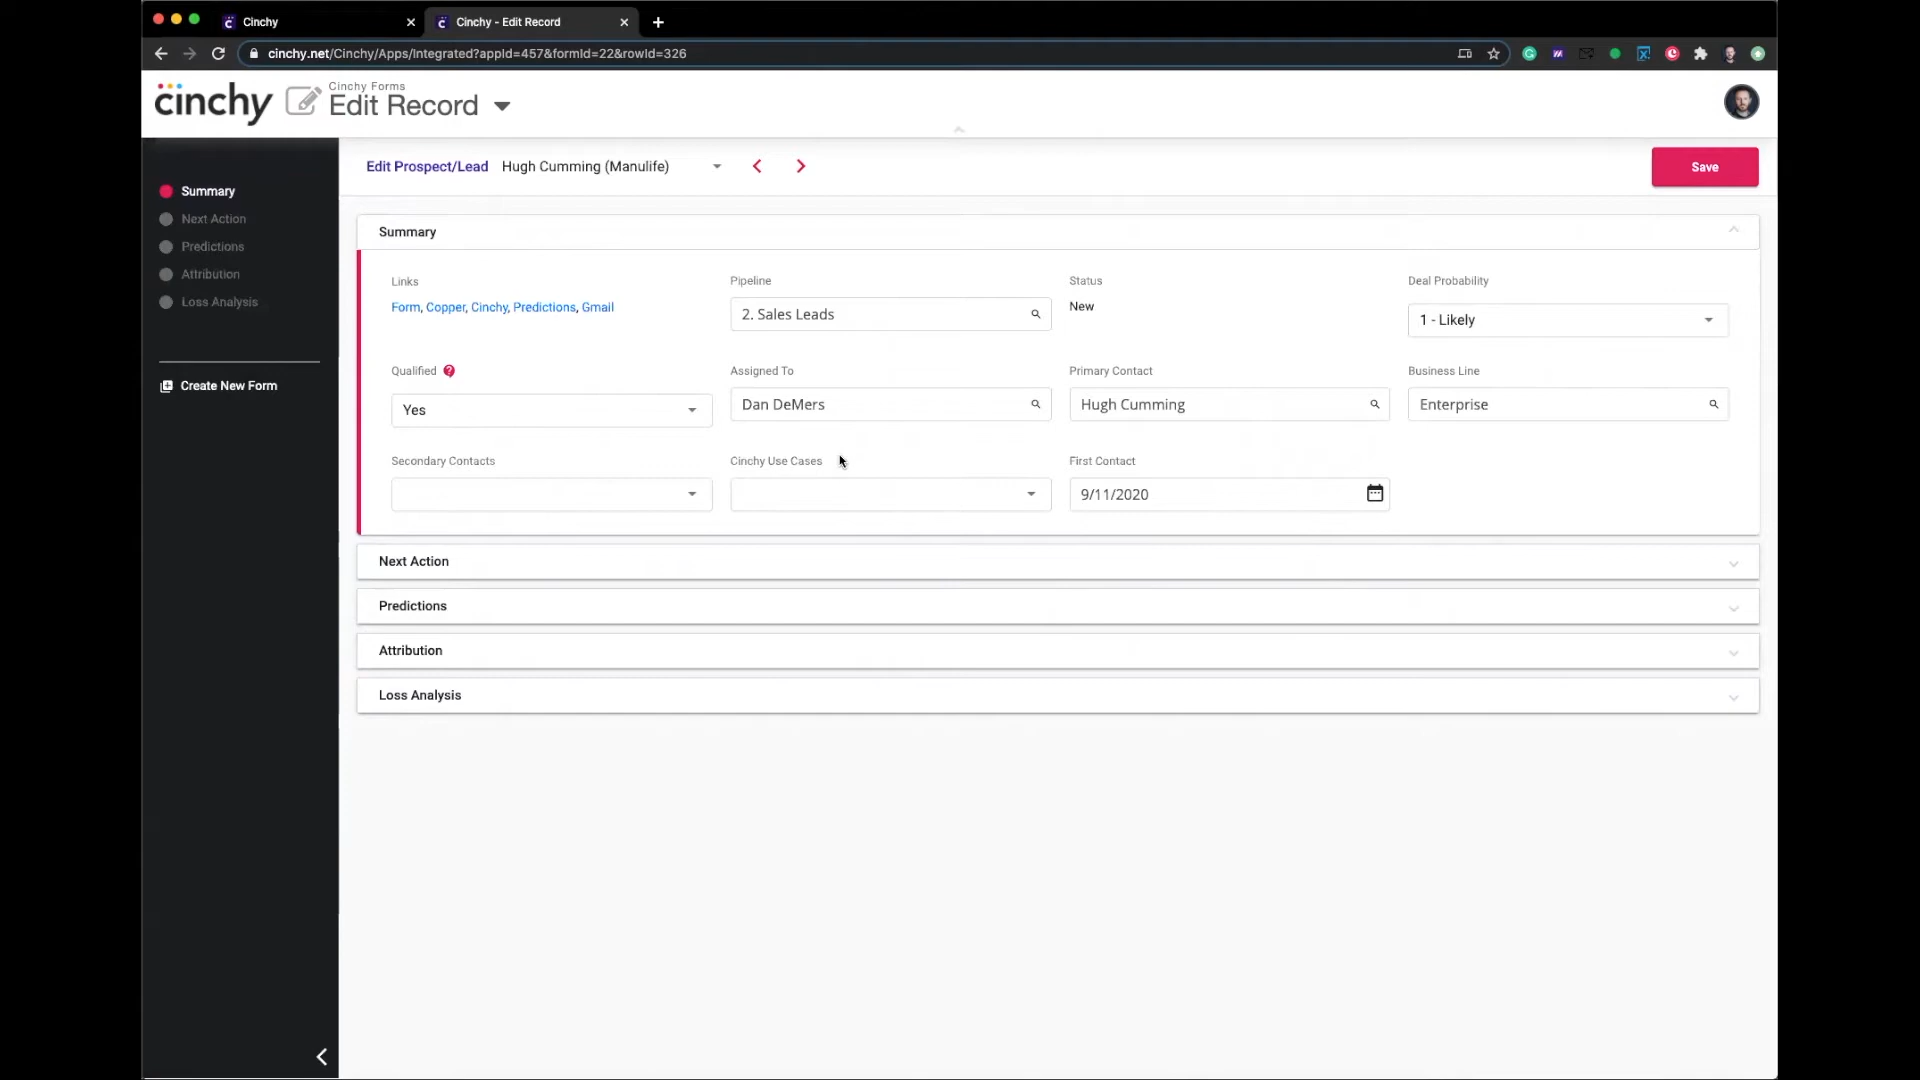 Cinchy
Cinchy - Edit Record
cinchy.net/Cinchy/Apps/Integrated?appId=457&formId=22&rowId=326
cinchy
Cinchy Forms
Edit Record
Edit Prospect/Lead Hugh Cumming (Manulife)
Save
Summary
Next Action
Predictions
Attribution
Loss Analysis
Create New Form
Summary
Links
Form, Copper, Cinchy, Predictions, Gmail
Pipeline
2. Sales Leads
Status
New
Deal Probability
1 - Likely
Qualified ?
Yes
Assigned To
Dan DeMers
Primary Contact
Hugh Cumming
Business Line
Enterprise
Secondary Contacts
Cinchy Use Cases
First Contact
9/11/2020
Next Action
Predictions
Attribution
Loss Analysis